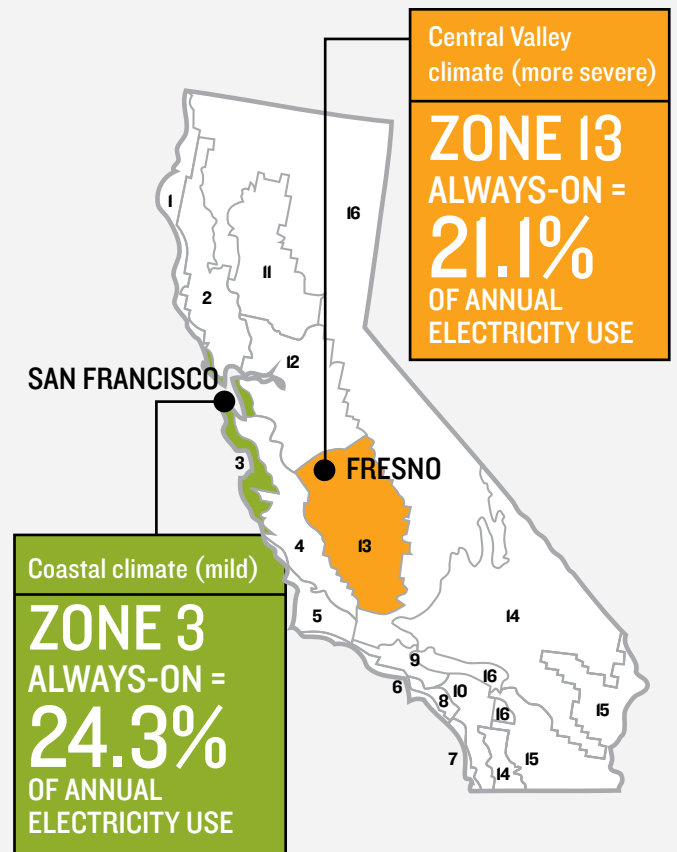 Central Valley
climate (more severe)
ZONE 13
ALWAYS-ON =
21.1%
OF ANNUAL
ELECTRICITY USE
1
16
11
2
12
SAN FRANCISCO
FRESNO
3
4
13
Coastal climate (mild)
ZONE 3
ALWAYS-ON =
24.3%
OF ANNUAL
ELECTRICITY USE
5
14
9
16
6
10
8
16
15
7
14
15